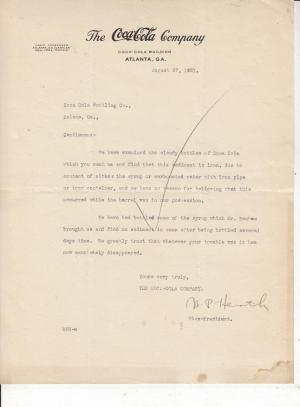 The Coca-Cola Company
COCA-COLA BUILDING
ATLANTA, GA.
August 27, 1923.
Coca Cola Bottling Co.,
Gentlemen:-
We have examined the cloudy bottles of Coca Cola
which you sent us and find that this sediment is iron, due to
contact of either the syrup or carbonated water with iron pipe
or iron container, and we have no reason for believing that this
occurred while the barrel was in our possession.
We have had bottled some of the syrup which Mr.
brought us and find no sediment in same after being bottled several
days time. We greatly trust that whatever your trouble was it has
now entirely disappeared.
Yours very truly,
THE COCA-COLA COMPANY.
Vice-President.